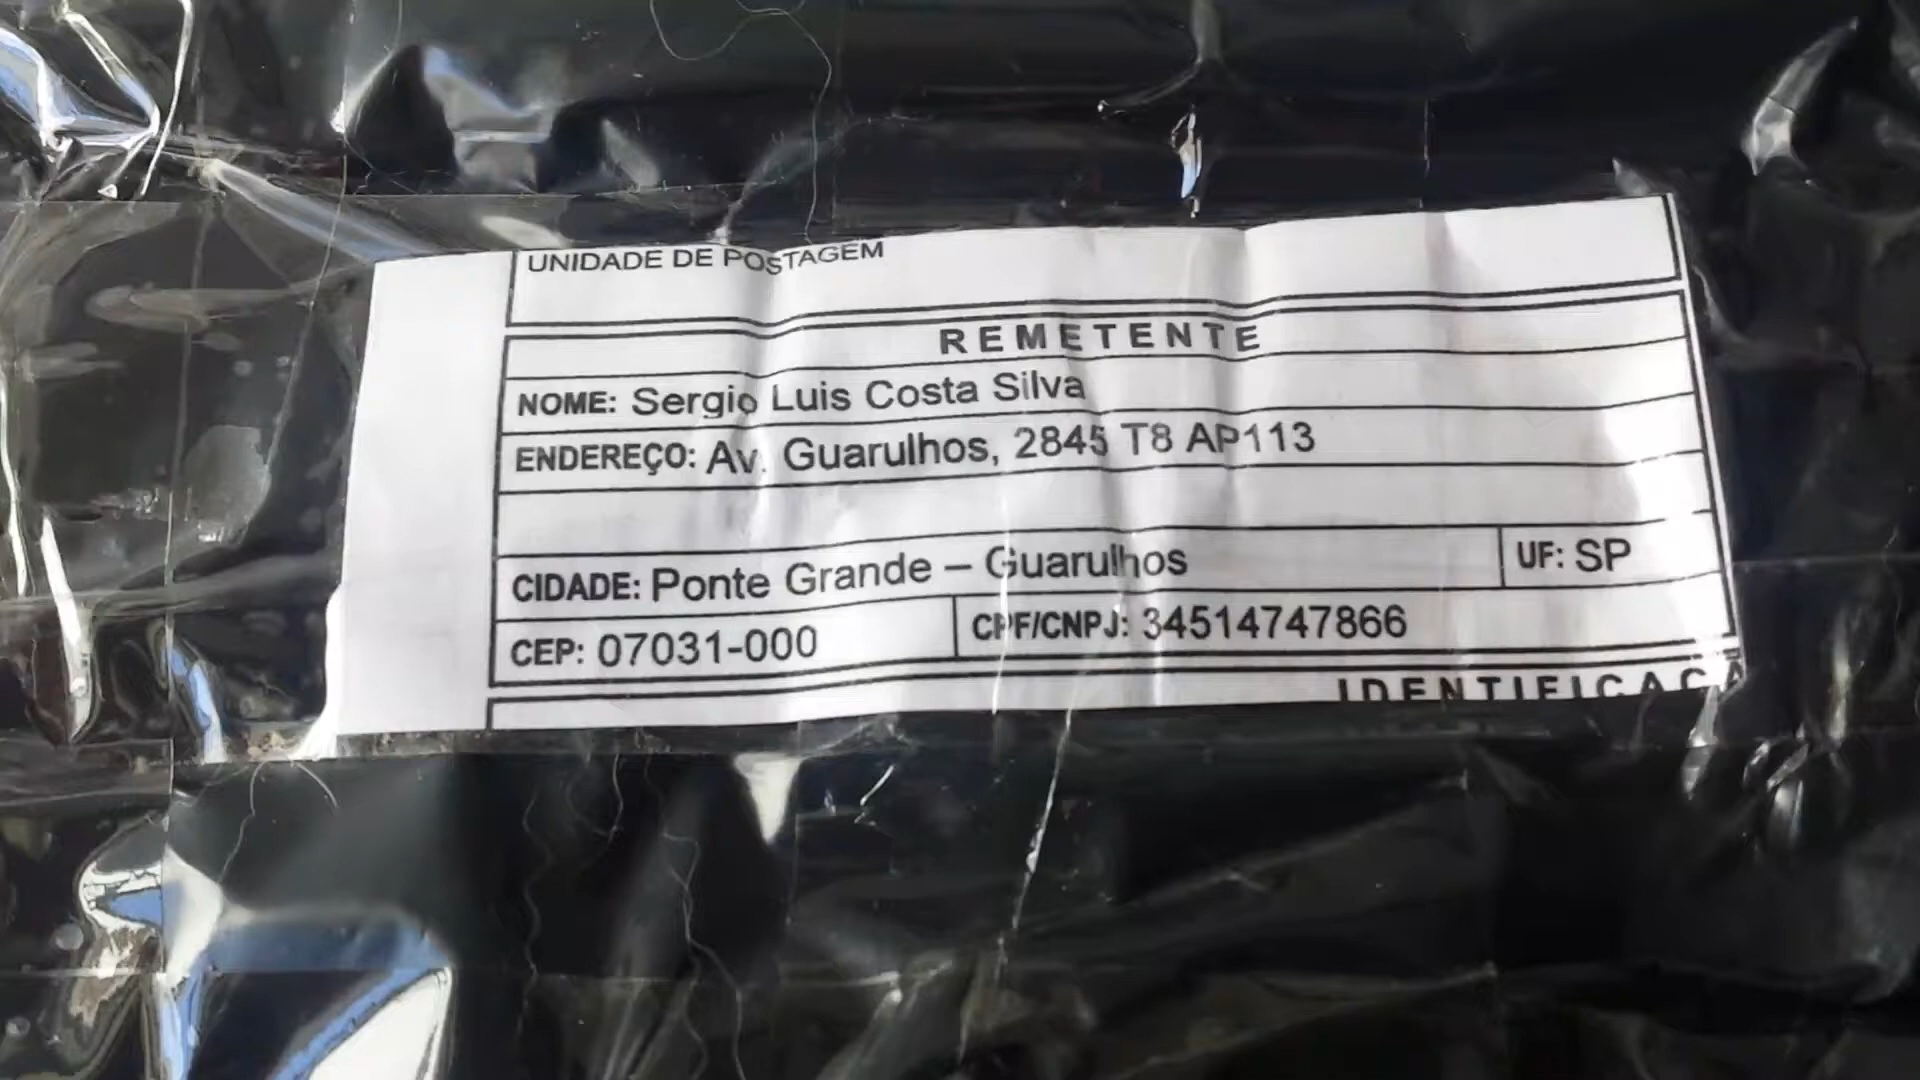 UNIDADE DE POSTAGEM
REMETENTE
NOME: Sergio Luis Costa Silva
ENDEREÇO: Av. Guarulhos, 2845 T8 AP113
CIDADE: Ponte Grande – Guarulhos UF: SP
CEP: 07031-000 CPF/CNPJ: 34514747866